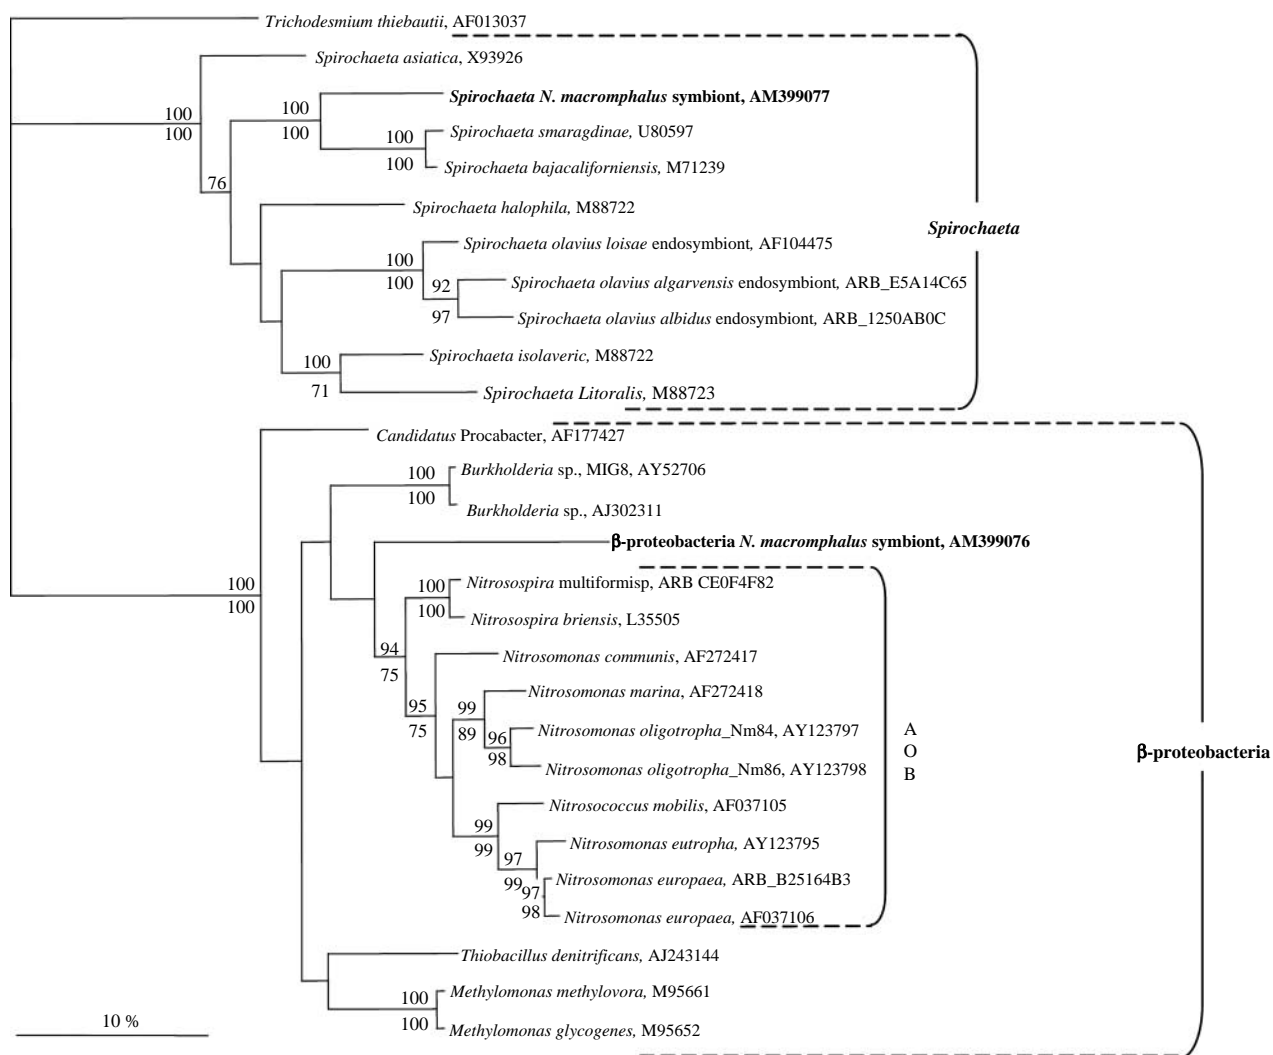 Trichodesmium thiebautii, AF013037
Spirochaeta asiatica, X93926
Spirochaeta N. macromphalus symbiont, AM399077
100
100
100
100
Spirochaeta smaragdinae, U80597
100
100
Spirochaeta bajacaliforniensis, M71239
76
Spirochaeta halophila, M88722
Spirochaeta
Spirochaeta olavius loisae endosymbiont, AF104475
100
100
Spirochaeta olavius algarvensis endosymbiont, ARB_E5A14C65
92
97
Spirochaeta olavius albidus endosymbiont, ARB_1250AB0C
Spirochaeta isolaveric, M88722
100
71
Spirochaeta Litoralis, M88723
Candidatus Procabacter, AF177427
Burkholderia sp., MIG8, AY52706
100
100
Burkholderia sp., AJ302311
β-proteobacteria N. macromphalus symbiont, AM399076
100
100
Nitrosospira multiformisp, ARB CE0F4F82
100
100
Nitrosospira briensis, L35505
94
75
Nitrosomonas communis, AF272417
Nitrosomonas marina, AF272418
95
75
99
89
Nitrosomonas oligotropha_Nm84, AY123797
96
98
Nitrosomonas oligotropha_Nm86, AY123798
A
O
B
β-proteobacteria
Nitrosococcus mobilis, AF037105
99
99
Nitrosomonas eutropha, AY123795
97
99
Nitrosomonas europaea, ARB_B25164B3
97
98
Nitrosomonas europaea, AF037106
Thiobacillus denitrificans, AJ243144
Methylomonas methylovora, M95661
100
100
Methylomonas glycogenes, M95652
10 %